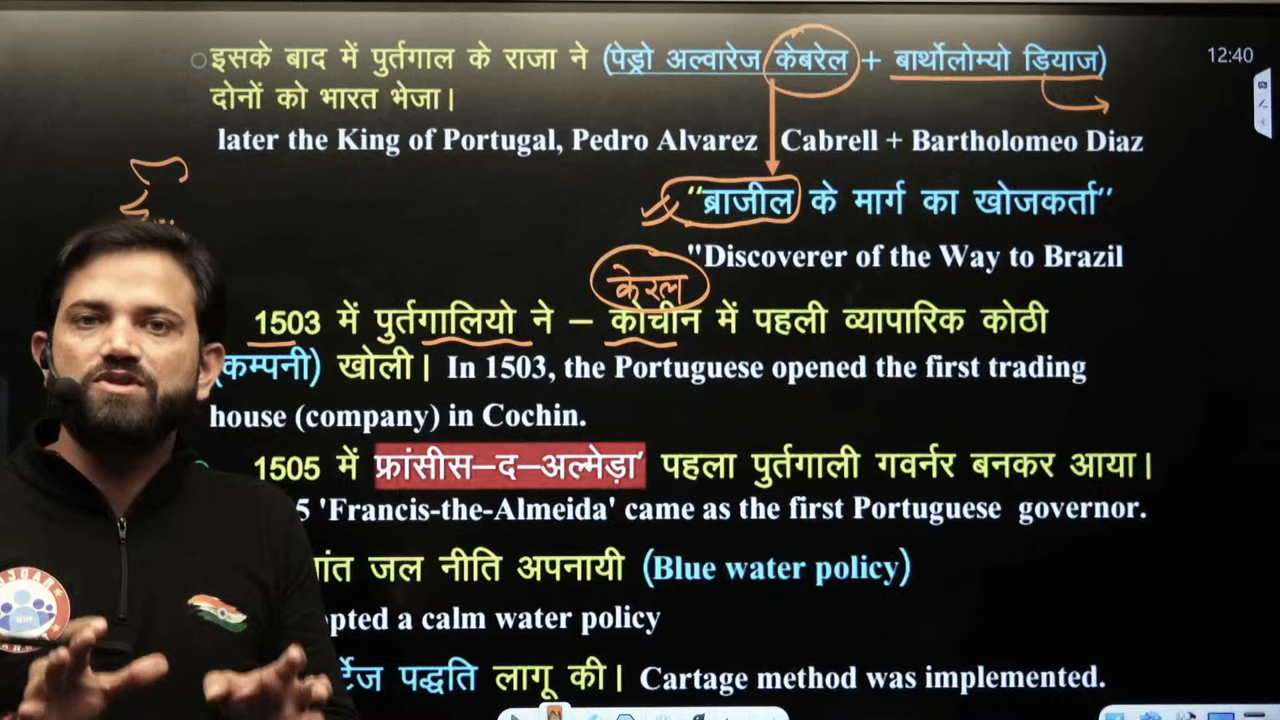 इसके बाद में पुर्तगाल के राजा ने (पेड्रो अल्वारेज केबरेल + बार्थोलोम्यो डियाज)
12:40
दोनों को भारत भेजा।
later the King of Portugal, Pedro Alvarez Cabrell + Bartholomeo Diaz
"ब्राजील के मार्ग का खोजकर्ता"
"Discoverer of the Way to Brazil
केरल
1503 में पुर्तगालियो ने – कोचीन में पहली व्यापारिक कोठी
(कम्पनी) खोली। In 1503, the Portuguese opened the first trading
house (company) in Cochin.
1505 में फ्रांसीस–द–अल्मेड़ा' पहला पुर्तगाली गवर्नर बनकर आया।
5 'Francis-the-Almeida' came as the first Portuguese governor.
शांत जल नीति अपनायी (Blue water policy)
opted a calm water policy
र्टेज पद्धति लागू की। Cartage method was implemented.